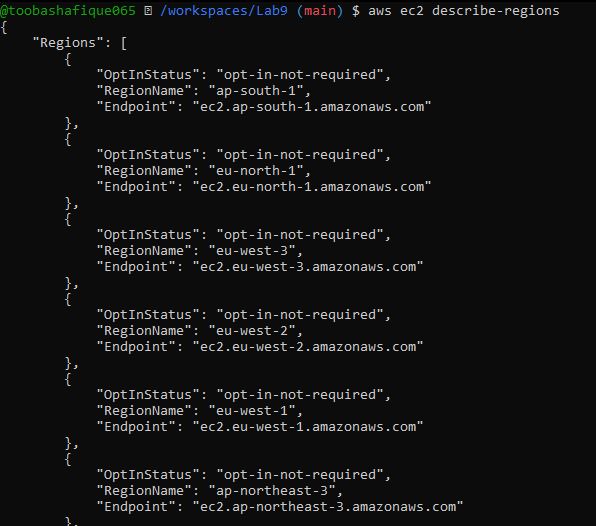 @toobashafique065 /workspaces/Lab9 (main) $ aws ec2 describe-regions
{
    "Regions": [
        {
            "OptInStatus": "opt-in-not-required",
            "RegionName": "ap-south-1",
            "Endpoint": "ec2.ap-south-1.amazonaws.com"
        },
        {
            "OptInStatus": "opt-in-not-required",
            "RegionName": "eu-north-1",
            "Endpoint": "ec2.eu-north-1.amazonaws.com"
        },
        {
            "OptInStatus": "opt-in-not-required",
            "RegionName": "eu-west-3",
            "Endpoint": "ec2.eu-west-3.amazonaws.com"
        },
        {
            "OptInStatus": "opt-in-not-required",
            "RegionName": "eu-west-2",
            "Endpoint": "ec2.eu-west-2.amazonaws.com"
        },
        {
            "OptInStatus": "opt-in-not-required",
            "RegionName": "eu-west-1",
            "Endpoint": "ec2.eu-west-1.amazonaws.com"
        },
        {
            "OptInStatus": "opt-in-not-required",
            "RegionName": "ap-northeast-3",
            "Endpoint": "ec2.ap-northeast-3.amazonaws.com"
        },